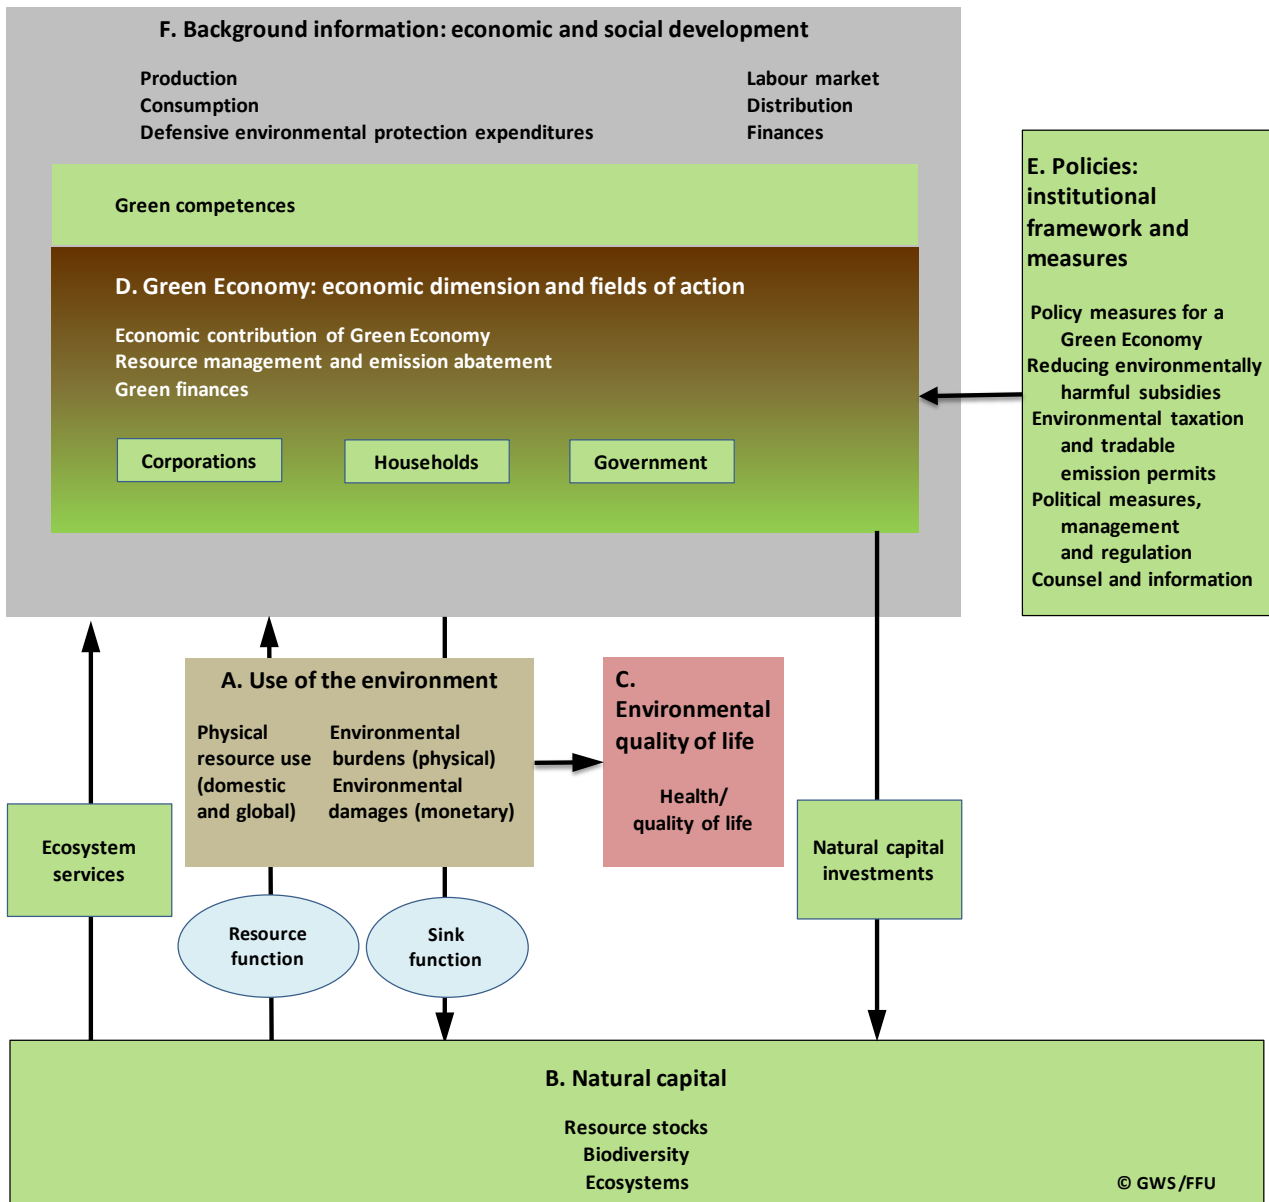 F. Background information: economic and social development
Production
Consumption
Defensive environmental protection expenditures
Labour market
Distribution
Finances
Green competences
D. Green Economy: economic dimension and fields of action
Economic contribution of Green Economy
Resource management and emission abatement
Green finances
Corporations
Households
Government
E. Policies:
institutional
framework and
measures
Policy measures for a
Green Economy
Reducing environmentally
harmful subsidies
Environmental taxation
and tradable
emission permits
Political measures,
management
and regulation
Counsel and information
A. Use of the environment
Physical
resource use
(domestic
and global)
Environmental
burdens (physical)
Environmental
damages (monetary)
C.
Environmental
quality of life
Health/
quality of life
Ecosystem
services
Natural capital
investments
Resource
function
Sink
function
B. Natural capital
Resource stocks
Biodiversity
Ecosystems
© GWS/FFU